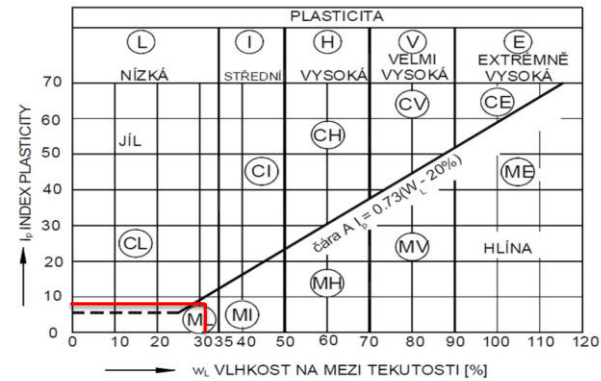 PLASTICITA
L I H V E
NÍZKÁ STŘEDNÍ VYSOKÁ VELMI VYSOKÁ EXTRÉMNĚ VYSOKÁ
70
60
50
40
30
20
10
0
I_P INDEX PLASTICITY
JÍL
CL
CI
CH
CV
CE
ME
MV
MH
MI
ML
HLÍNA
čára A I_P = 0.73(W_L - 20%)
0 10 20 30 35 40 50 60 70 80 90 100 110 120
w_L VLHKOST NA MEZI TEKUTOSTI [%]